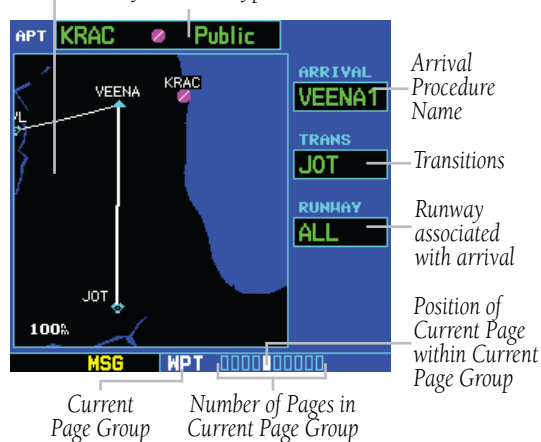 APT KRAC Public
ARRIVAL
VEENA1
TRANS
JOT
RUNWAY
ALL
VEENA
KRAC
VL
JOT
100%
MSG WPT
Arrival
Procedure
Name
Transitions
Runway
associated
with arrival
Position of
Current Page
within Current
Page Group
Current
Page Group
Number of Pages in
Current Page Group